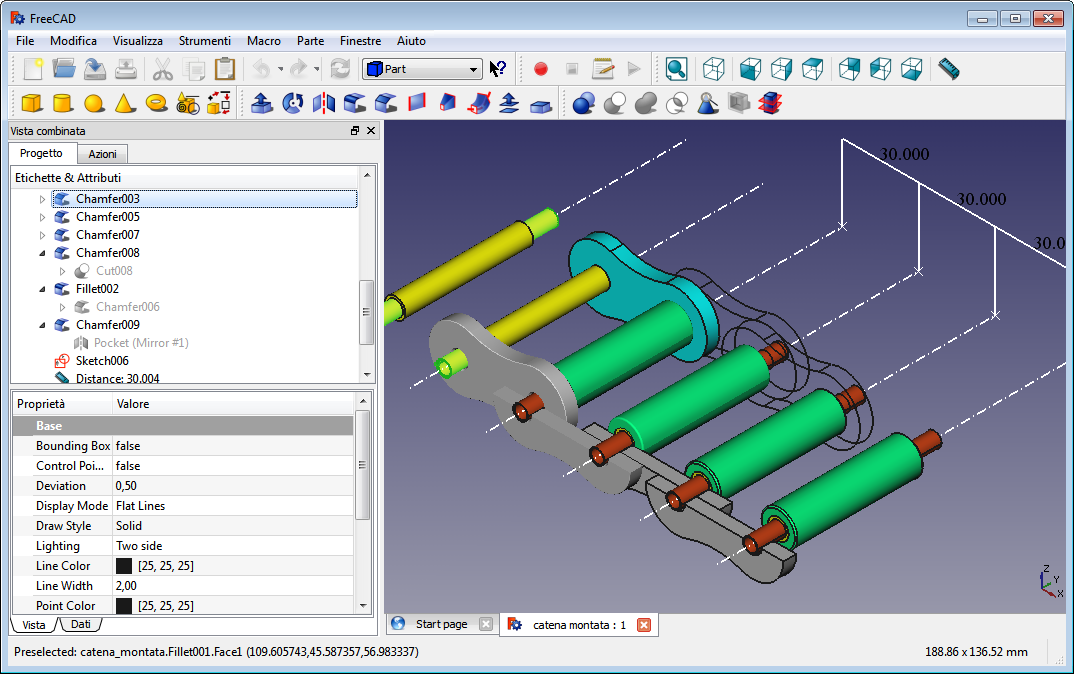 FreeCAD
File Modifica Visualizza Strumenti Macro Parte Finestre Aiuto
Part
Vista combinata
Progetto Azioni
Etichette & Attributi
Chamfer003
Chamfer005
Chamfer007
Chamfer008
Cut008
Fillet002
Chamfer006
Chamfer009
Pocket (Mirror #1)
Sketch006
Distance: 30.004
Proprietà Valore
Base
Bounding Box false
Control Poi... false
Deviation 0,50
Display Mode Flat Lines
Draw Style Solid
Lighting Two side
Line Color [25, 25, 25]
Line Width 2,00
Point Color [25, 25, 25]
Vista Dati
30.000
30.000
30.0
Z
Y
X
Start page catena montata : 1
Preselected: catena_montata.Fillet001.Face1 (109.605743,45.587357,56.983337) 188.86 x 136.52 mm